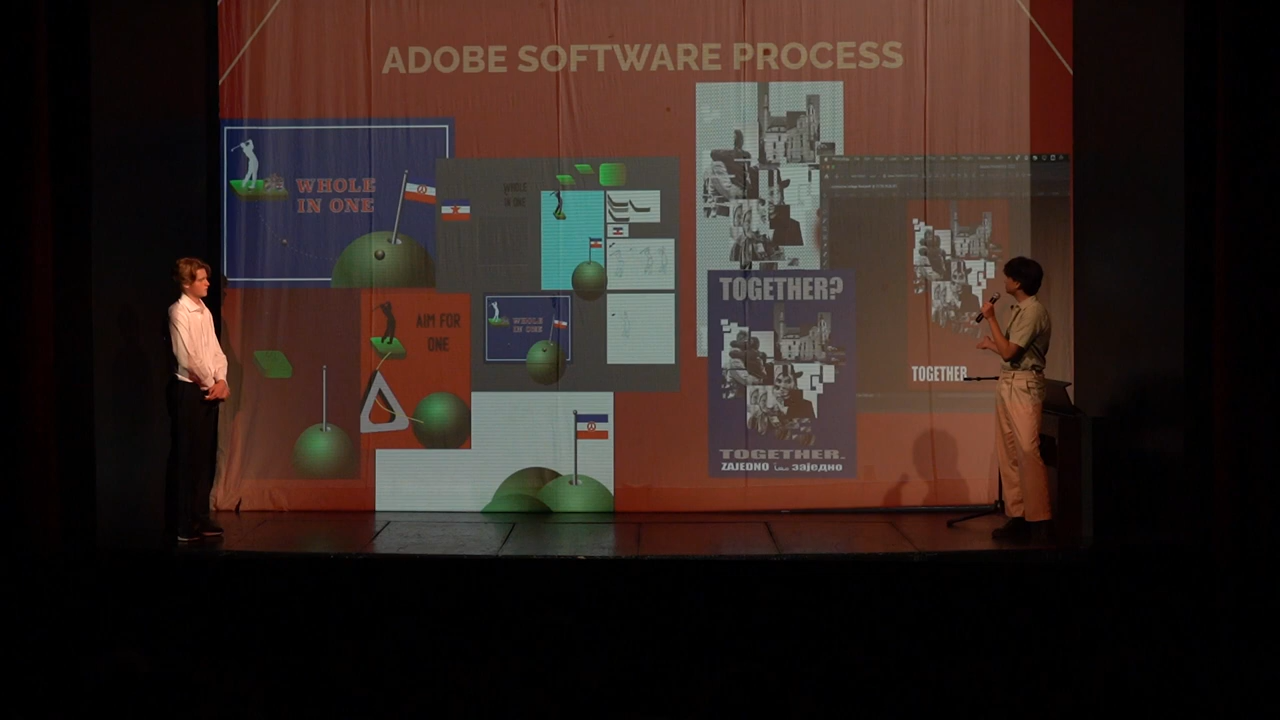 ADOBE SOFTWARE PROCESS
WHOLE
IN ONE
WHOLE
IN ONE
WHOLE
IN ONE
AIM FOR
ONE
TOGETHER?
TOGETHER.
ZAJEDNO заједно
TOGETHER